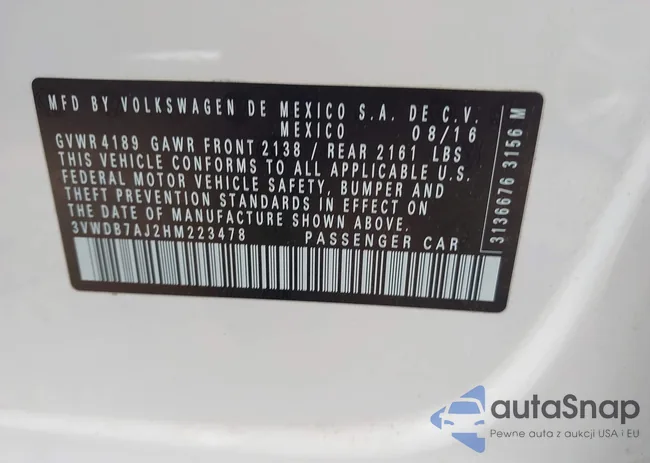 MFD BY VOLKSWAGEN DE MEXICO S.A. DE C.V.
MEXICO 08/16
GVWR 4189 GAWR FRONT 2138 / REAR 2161 LBS
THIS VEHICLE CONFORMS TO ALL APPLICABLE U.S.
FEDERAL MOTOR VEHICLE SAFETY, BUMPER AND
THEFT PREVENTION STANDARDS IN EFFECT ON
THE DATE OF MANUFACTURE SHOWN ABOVE.
3VWDB7AJ2HM223478 PASSENGER CAR
3136676 3156 M
autaSnap
Pewne auta z aukcji USA i EU